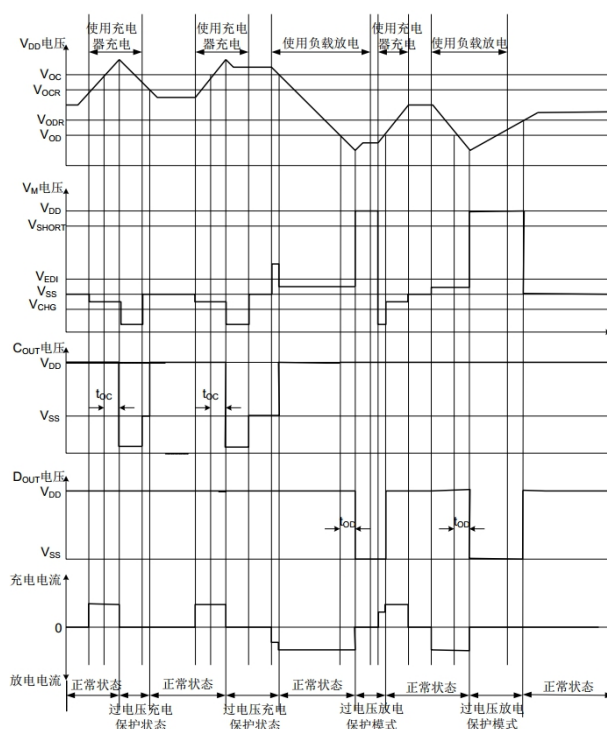 使用充电
器充电
使用充电
器充电
使用负载放电
使用充电
器充电
使用负载放电
VDD电压
VOC
VOCR
VODR
VOD
VM电压
VDD
VSHORT
VEDI
VSS
VCHG
COUT电压
VDD
tOC
tOC
VSS
DOUT电压
VDD
tOD
tOD
VSS
充电电流
0
放电电流
正常状态
正常状态
正常状态
正常状态
正常状态
过电压充电
保护状态
过电压充电
保护状态
过电压放电
保护模式
过电压放电
保护模式